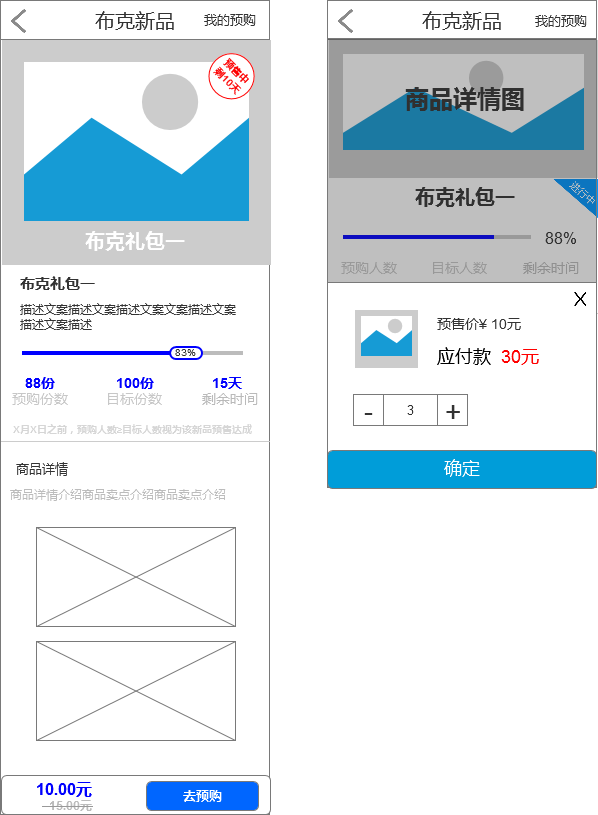 布克新品
我的预购
预售中
剩10天
布克礼包一
布克礼包一
描述文案描述文案描述文案文案描述文案
描述文案描述
83%
88份
100份
15天
预购份数
目标份数
剩余时间
X月X日之前，预购人数≥目标人数视为该新品预售达成
商品详情
商品详情介绍商品卖点介绍商品卖点介绍
10.00元
15.00元
去预购
布克新品
我的预购
商品详情图
进行中
布克礼包一
88%
预购人数
目标人数
剩余时间
X
预售价¥ 10元
应付款 30元
- 3 +
确定